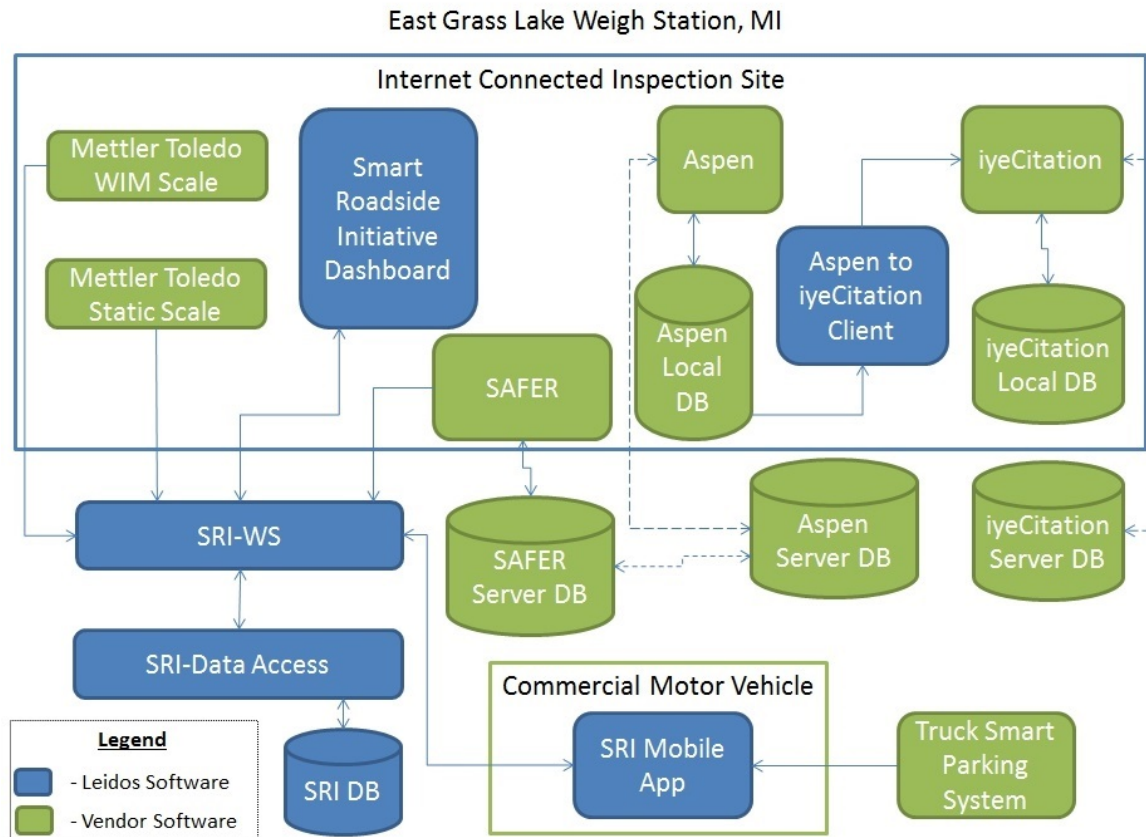 East Grass Lake Weigh Station, MI
Internet Connected Inspection Site
Mettler Toledo
WIM Scale
Smart
Roadside
Initiative
Dashboard
Aspen
iyeCitation
Mettler Toledo
Static Scale
Aspen to
iyeCitation
Client
SAFER
Aspen
Local
DB
iyeCitation
Local DB
SRI-WS
SAFER
Server DB
Aspen
Server DB
iyeCitation
Server DB
SRI-Data Access
SRI DB
Commercial Motor Vehicle
SRI Mobile
App
Truck Smart
Parking
System
Legend
- Leidos Software
- Vendor Software